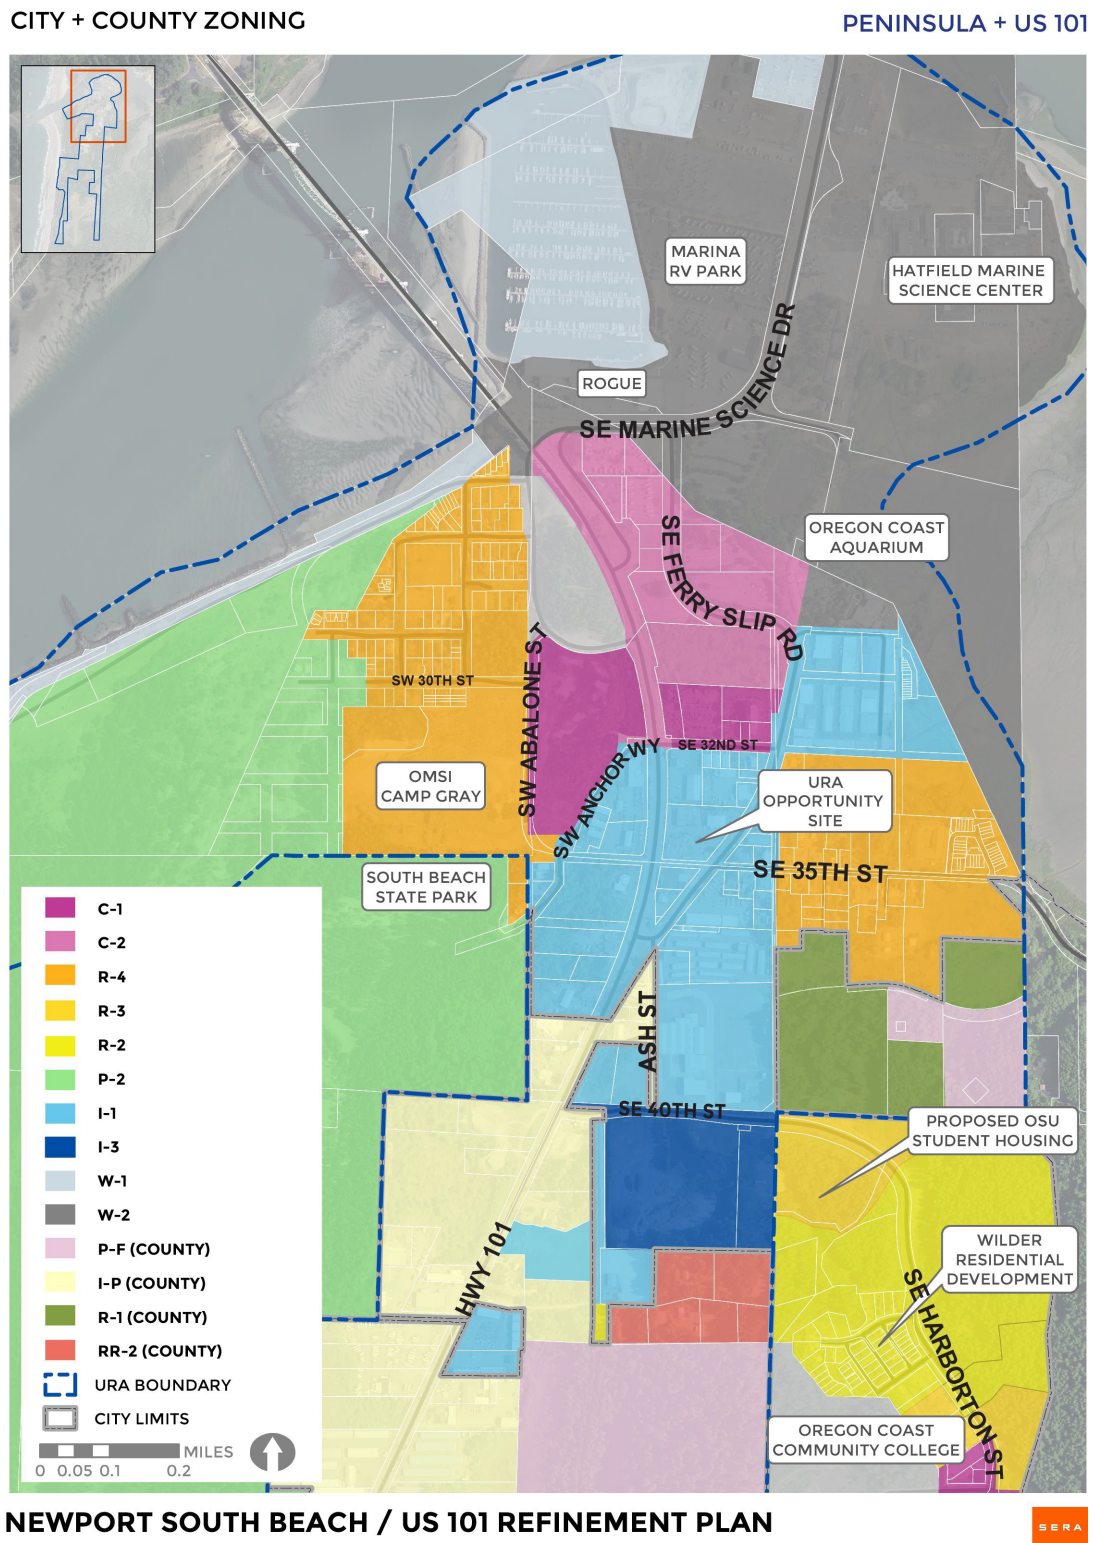 CITY + COUNTY ZONING
PENINSULA + US 101
MARINA
RV PARK
HATFIELD MARINE
SCIENCE CENTER
ROGUE
SE MARINE SCIENCE DR
OREGON COAST
AQUARIUM
SE FERRY SLIP RD
SW ABALONE ST
SW 30TH ST
SE 32ND ST
SW ANCHOR WY
OMSI
CAMP GRAY
URA
OPPORTUNITY
SITE
SE 35TH ST
SOUTH BEACH
STATE PARK
ASH ST
SE 40TH ST
PROPOSED OSU
STUDENT HOUSING
HWY 101
WILDER
RESIDENTIAL
DEVELOPMENT
SE HARBORTON ST
OREGON COAST
COMMUNITY COLLEGE
C-1
C-2
R-4
R-3
R-2
P-2
I-1
I-3
W-1
W-2
P-F (COUNTY)
I-P (COUNTY)
R-1 (COUNTY)
RR-2 (COUNTY)
URA BOUNDARY
CITY LIMITS
MILES
0 0.05 0.1 0.2
NEWPORT SOUTH BEACH / US 101 REFINEMENT PLAN
SERA